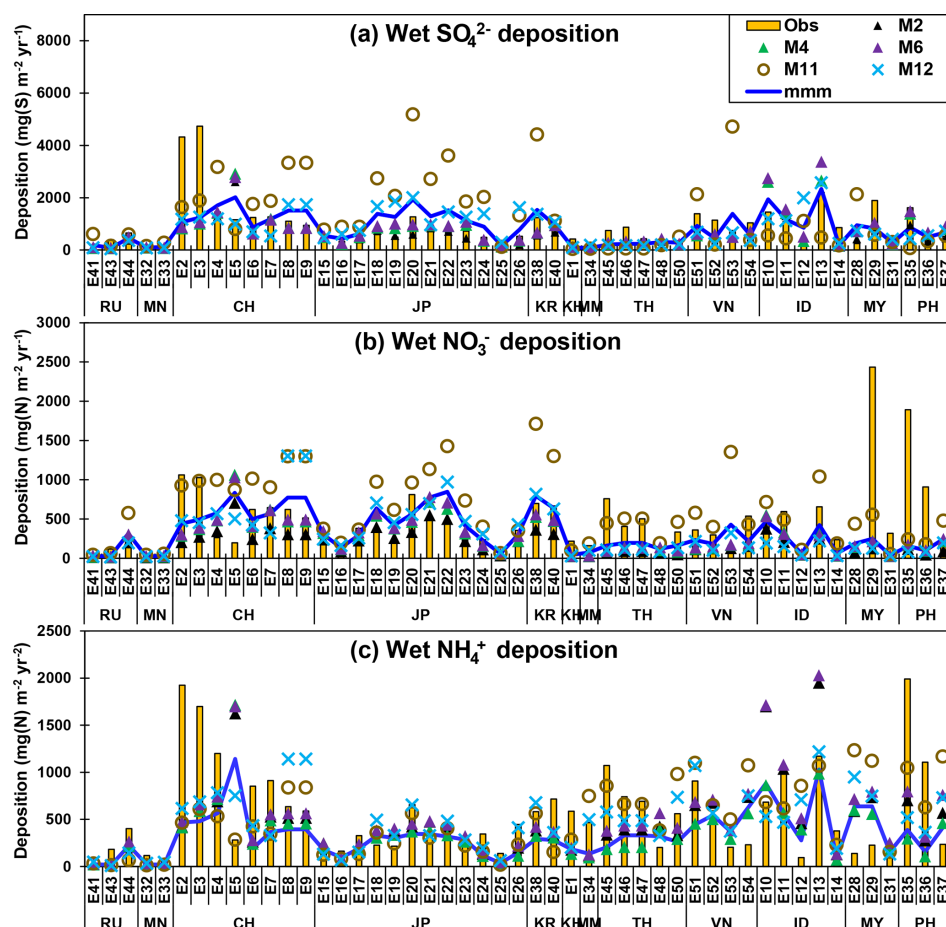 (a) Wet SO₄²⁻ deposition
Obs
M2
M4
M6
M11
M12
mmm
Deposition (mg(S) m⁻² yr⁻¹)
8000
6000
4000
2000
0
E41 E43 E44 E32 E33 E2 E3 E4 E5 E6 E7 E8 E9 E15 E16 E17 E18 E19 E20 E21 E22 E23 E24 E25 E26 E38 E40 E1 E34 E45 E46 E47 E48 E50 E51 E52 E53 E54 E10 E11 E12 E13 E14 E28 E29 E31 E35 E36 E37
RU MN CH JP KR KH MM TH VN ID MY PH
(b) Wet NO₃⁻ deposition
Deposition (mg(N) m⁻² yr⁻¹)
3000
2500
2000
1500
1000
500
0
E41 E43 E44 E32 E33 E2 E3 E4 E5 E6 E7 E8 E9 E15 E16 E17 E18 E19 E20 E21 E22 E23 E24 E25 E26 E38 E40 E1 E34 E45 E46 E47 E48 E50 E51 E52 E53 E54 E10 E11 E12 E13 E14 E28 E29 E31 E35 E36 E37
RU MN CH JP KR KH MM TH VN ID MY PH
(c) Wet NH₄⁺ deposition
Deposition (mg(N) m⁻² yr⁻²)
2500
2000
1500
1000
500
0
E41 E43 E44 E32 E33 E2 E3 E4 E5 E6 E7 E8 E9 E15 E16 E17 E18 E19 E20 E21 E22 E23 E24 E25 E26 E38 E40 E1 E34 E45 E46 E47 E48 E50 E51 E52 E53 E54 E10 E11 E12 E13 E14 E28 E29 E31 E35 E36 E37
RU MN CH JP KR KH MM TH VN ID MY PH